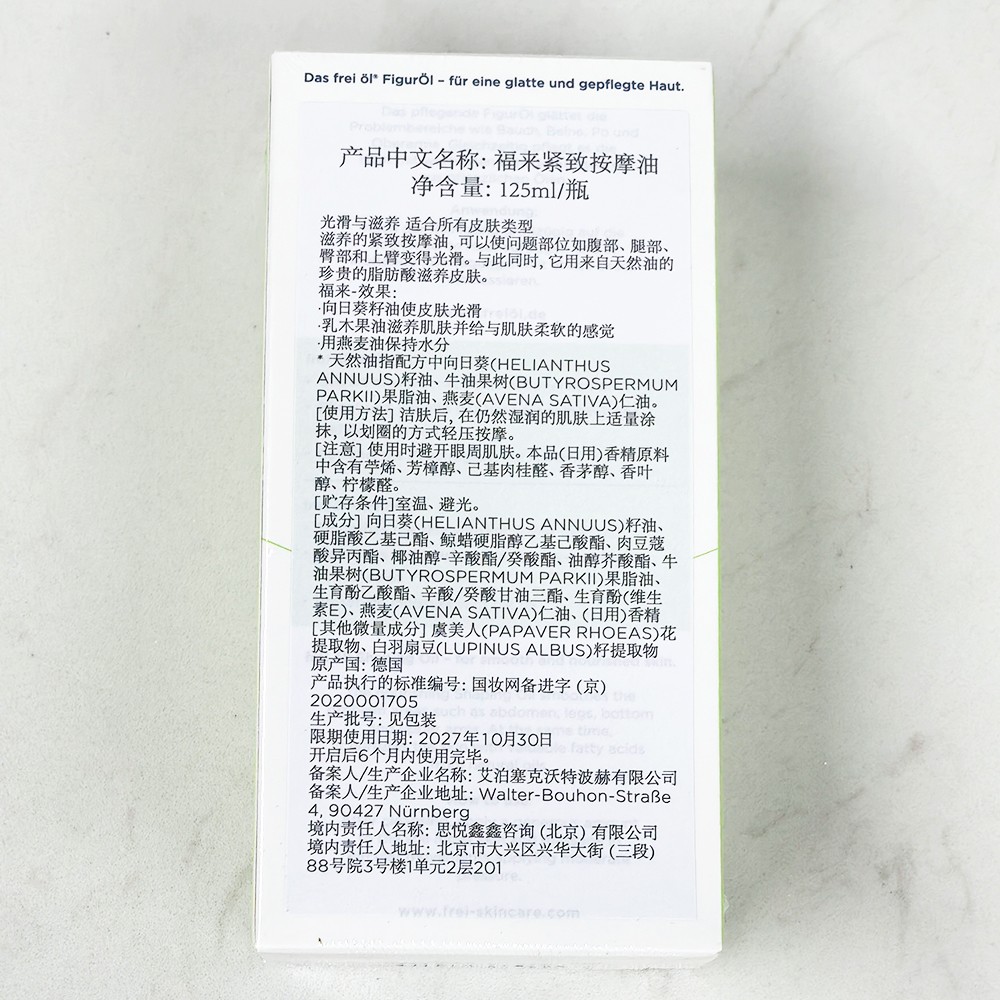 Das frei öl® FigurÖl – für eine glatte und gepflegte Haut.
产品中文名称: 福来紧致按摩油
净含量: 125ml/瓶
光滑与滋养 适合所有皮肤类型
滋养的紧致按摩油, 可以使问题部位如腹部、腿部、
臀部和上臂变得光滑。与此同时, 它用来自天然油的
珍贵的脂肪酸滋养皮肤。
福来-效果:
·向日葵籽油使皮肤光滑
·乳木果油滋养肌肤并给与肌肤柔软的感觉
·用燕麦油保持水分
* 天然油指配方中向日葵(HELIANTHUS
ANNUUS)籽油、牛油果树(BUTYROSPERMUM
PARKII)果脂油、燕麦(AVENA SATIVA)仁油。
[使用方法] 洁肤后, 在仍然湿润的肌肤上适量涂
抹, 以划圈的方式轻压按摩。
[注意] 使用时避开眼周肌肤。本品(日用)香精原料
中含有苧烯、芳樟醇、己基肉桂醛、香茅醇、香叶
醇、柠檬醛。
[贮存条件]室温、避光。
[成分] 向日葵(HELIANTHUS ANNUUS)籽油、
硬脂酸乙基己酯、鲸蜡硬脂醇乙基己酸酯、肉豆蔻
酸异丙酯、椰油醇-辛酸酯/癸酸酯、油醇芥酸酯、牛
油果树(BUTYROSPERMUM PARKII)果脂油、
生育酚乙酸酯、辛酸/癸酸甘油三酯、生育酚(维生
素E)、燕麦(AVENA SATIVA)仁油、(日用)香精
[其他微量成分] 虞美人(PAPAVER RHOEAS)花
提取物、白羽扇豆(LUPINUS ALBUS)籽提取物
原产国: 德国
产品执行的标准编号: 国妆网备进字 (京)
2020001705
生产批号: 见包装
限期使用日期: 2027年10月30日
开启后6个月内使用完毕。
备案人/生产企业名称: 艾泊塞克沃特波赫有限公司
备案人/生产企业地址: Walter-Bouhon-Straße
4, 90427 Nürnberg
境内责任人名称: 思悦鑫鑫咨询 (北京) 有限公司
境内责任人地址: 北京市大兴区兴华大街 (三段)
88号院3号楼1单元2层201
www.frei-skincare.com